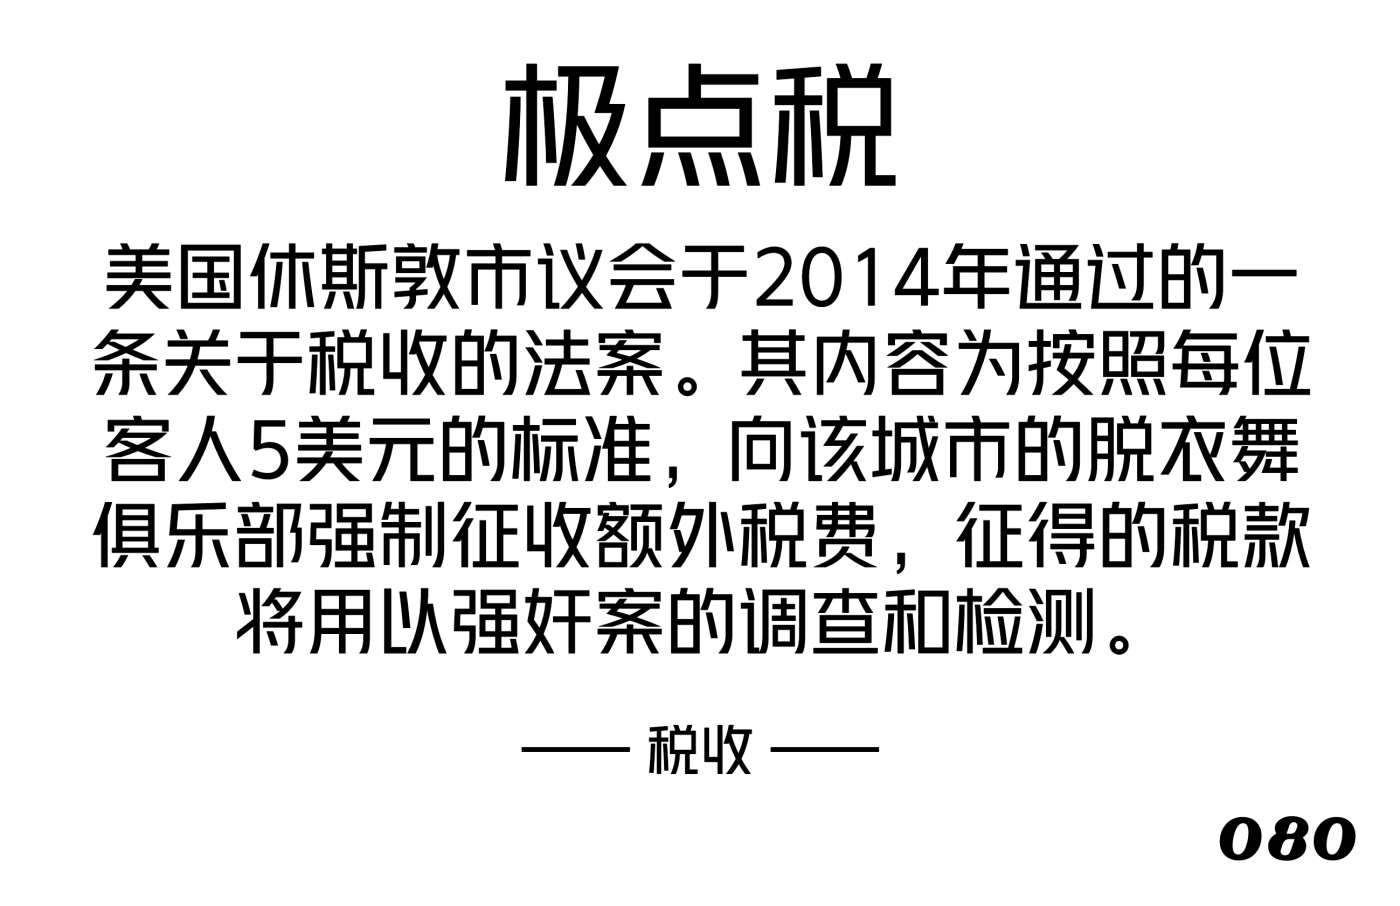 极点税
美国休斯敦市议会于2014年通过的一
条关于税收的法案。其内容为按照每位
客人5美元的标准，向该城市的脱衣舞
俱乐部强制征收额外税费，征得的税款
将用以强奸案的调查和检测。
—— 税收 ——
080